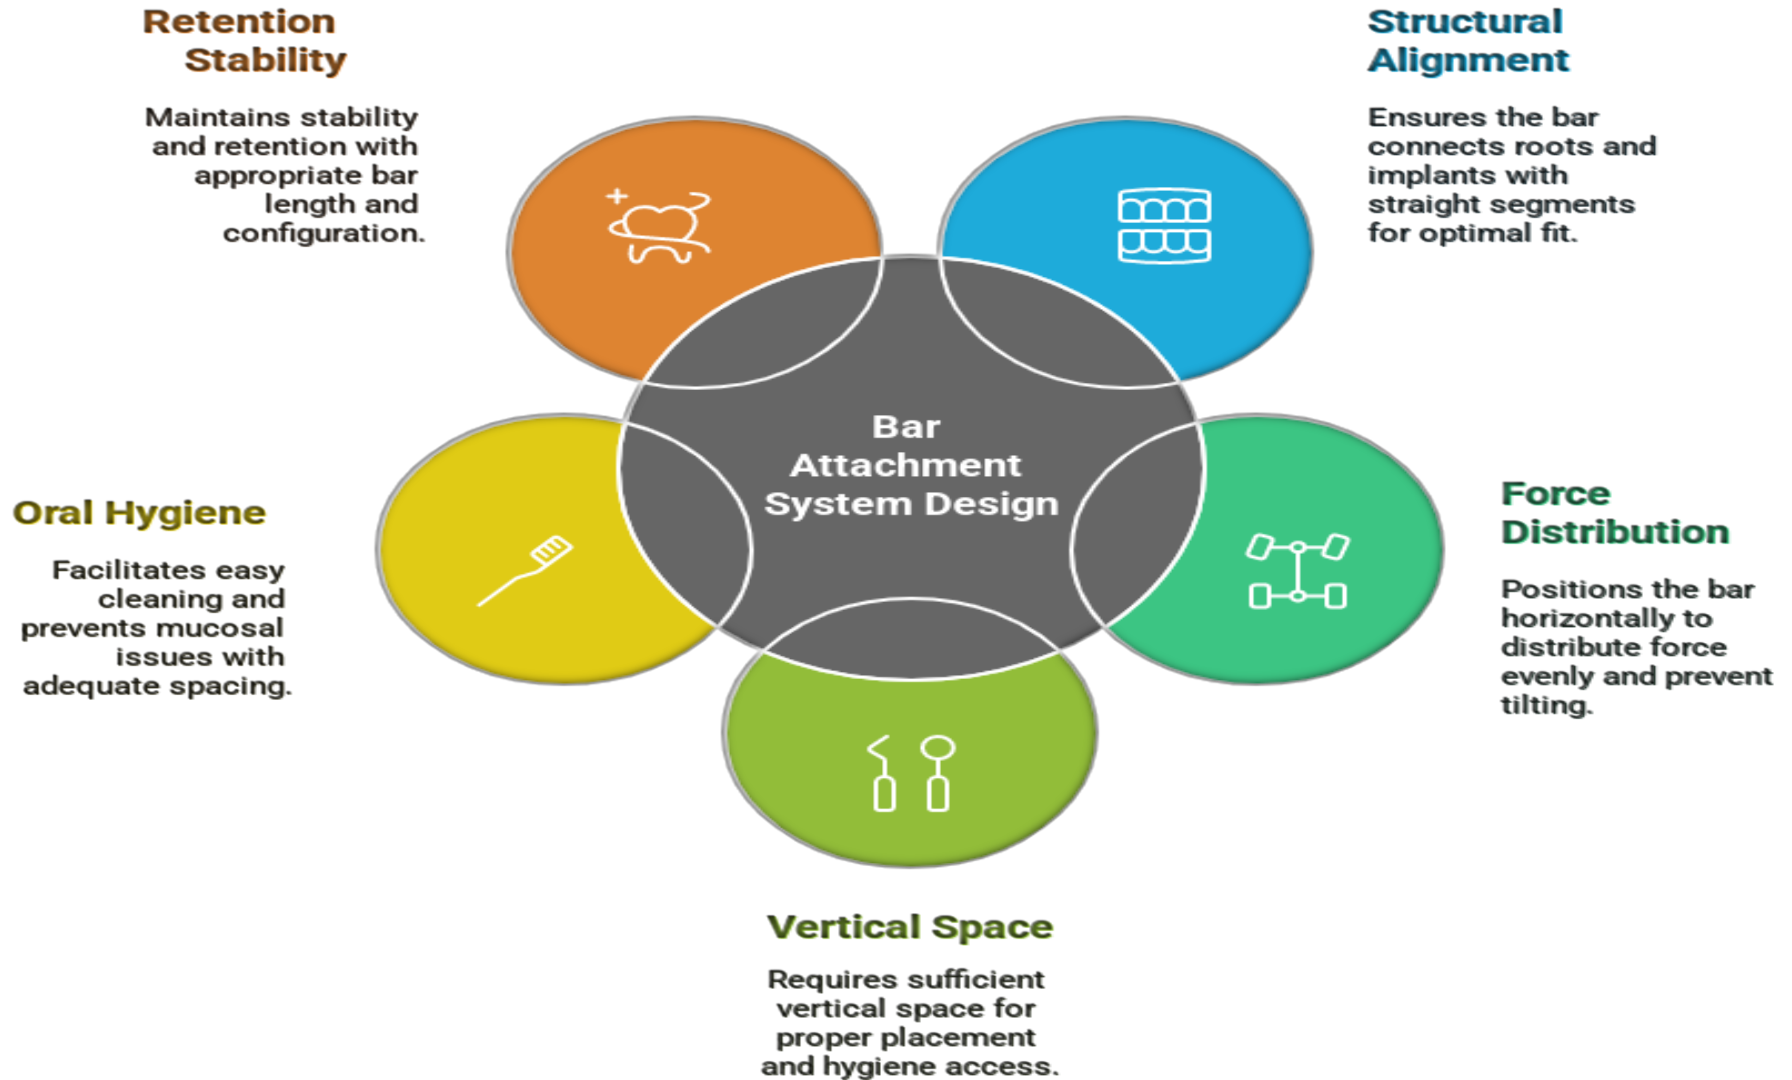 Retention
Stability
Maintains stability
and retention with
appropriate bar
length and
configuration.
Structural
Alignment
Ensures the bar
connects roots and
implants with
straight segments
for optimal fit.
Bar
Attachment
System Design
Oral Hygiene
Facilitates easy
cleaning and
prevents mucosal
issues with
adequate spacing.
Force
Distribution
Positions the bar
horizontally to
distribute force
evenly and prevent
tilting.
Vertical Space
Requires sufficient
vertical space for
proper placement
and hygiene access.